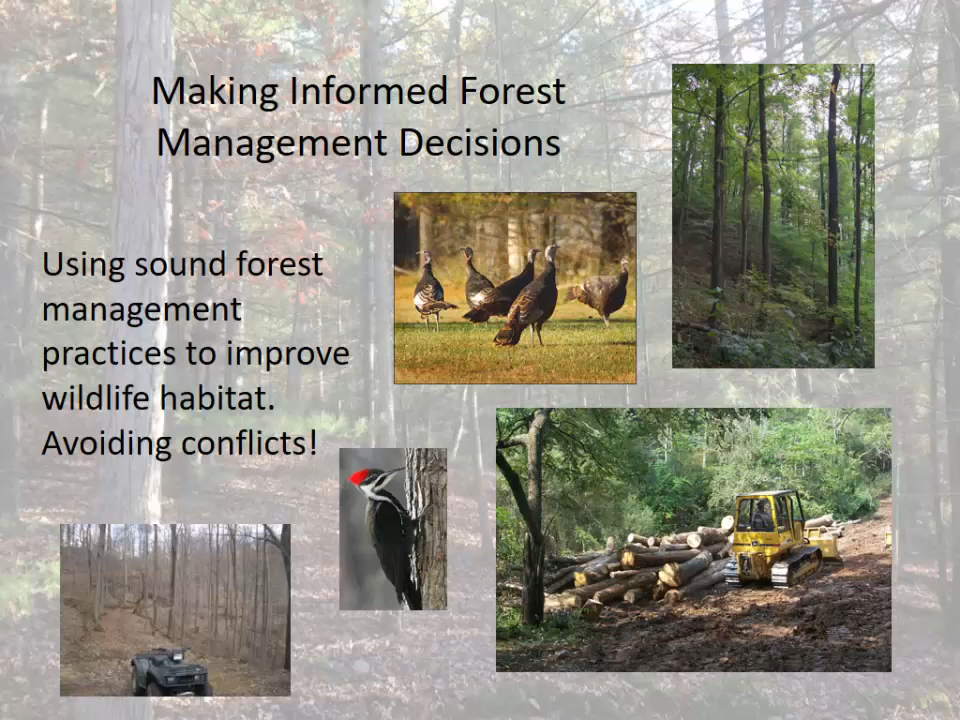 Making Informed Forest
Management Decisions
Using sound forest
management
practices to improve
wildlife habitat.
Avoiding conflicts!